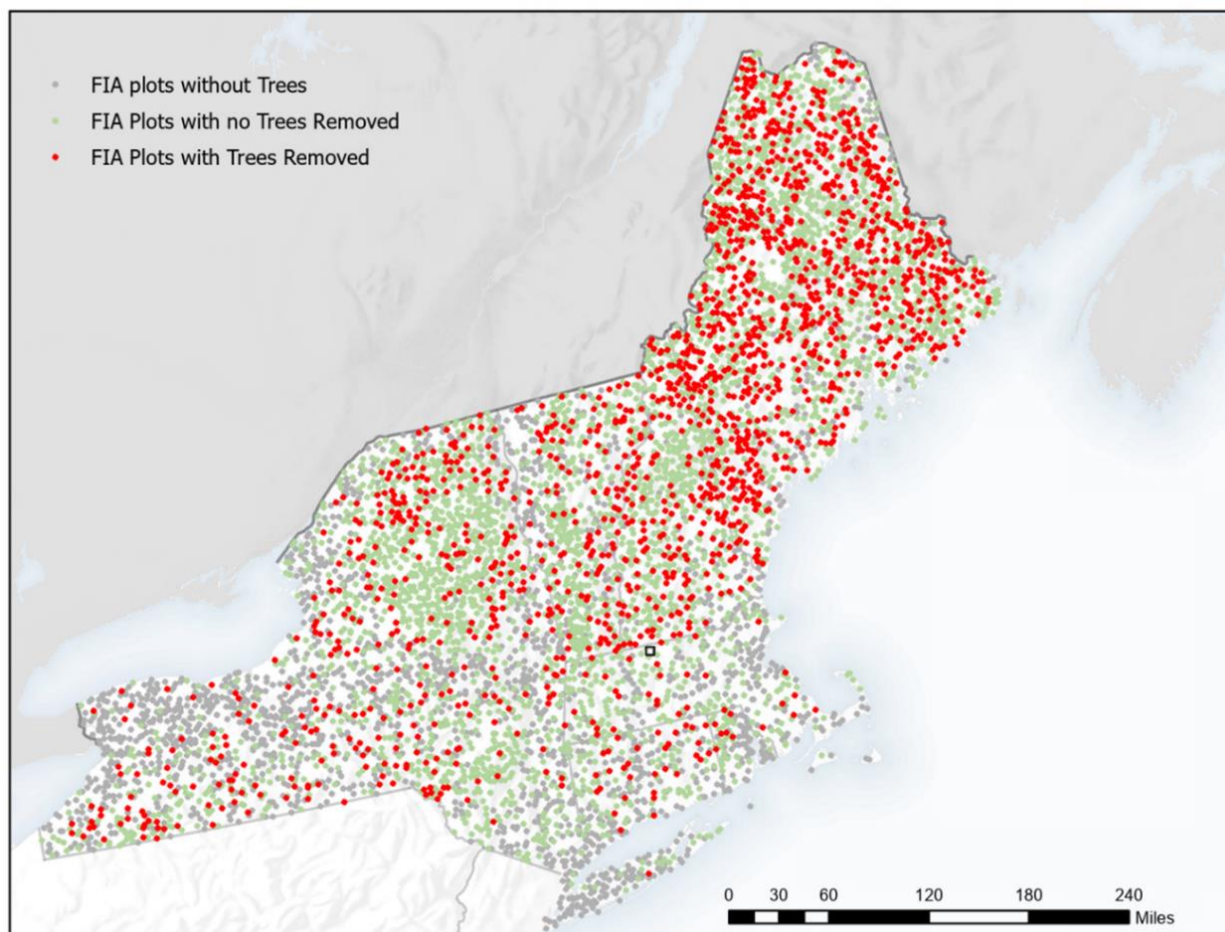 FIA plots without Trees
FIA Plots with no Trees Removed
FIA Plots with Trees Removed
0 30 60 120 180 240
Miles